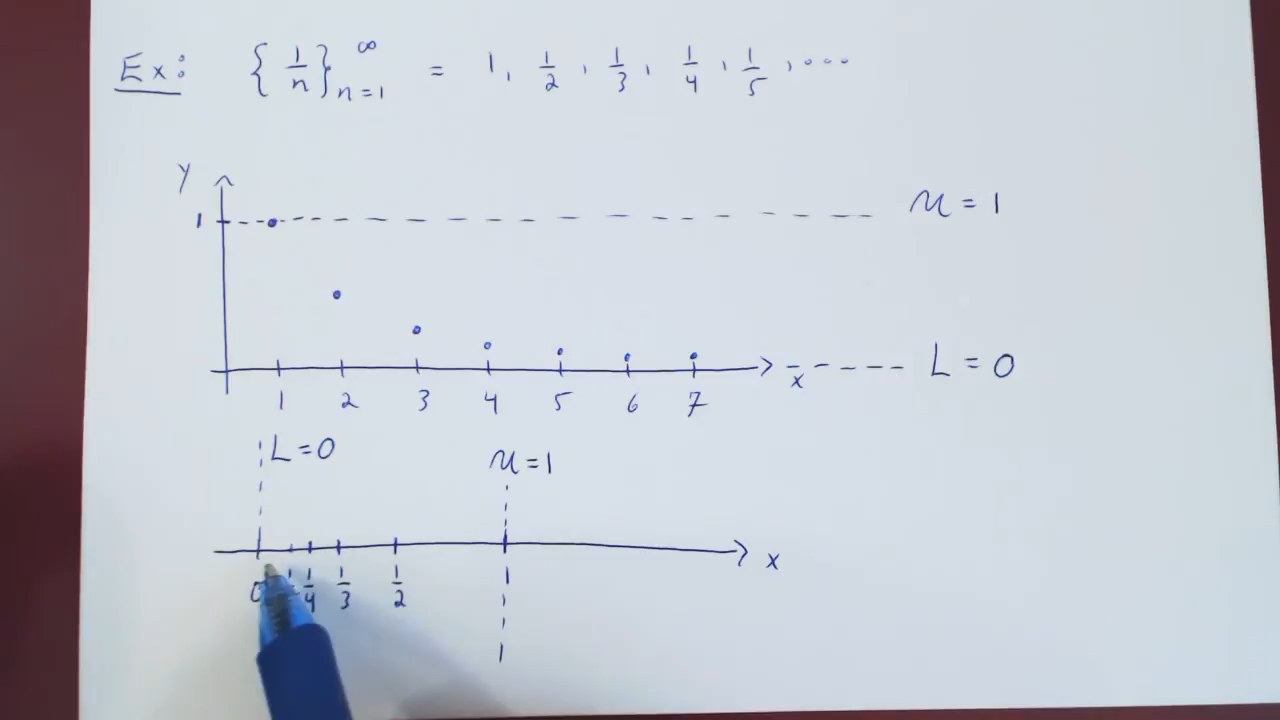 Ex: { 1/n }_{n=1}^{∞} = 1, 1/2, 1/3, 1/4, 1/5, ...
y
1
M = 1
x
L = 0
1 2 3 4 5 6 7
L = 0
M = 1
x
0 1/4 1/3 1/2 1